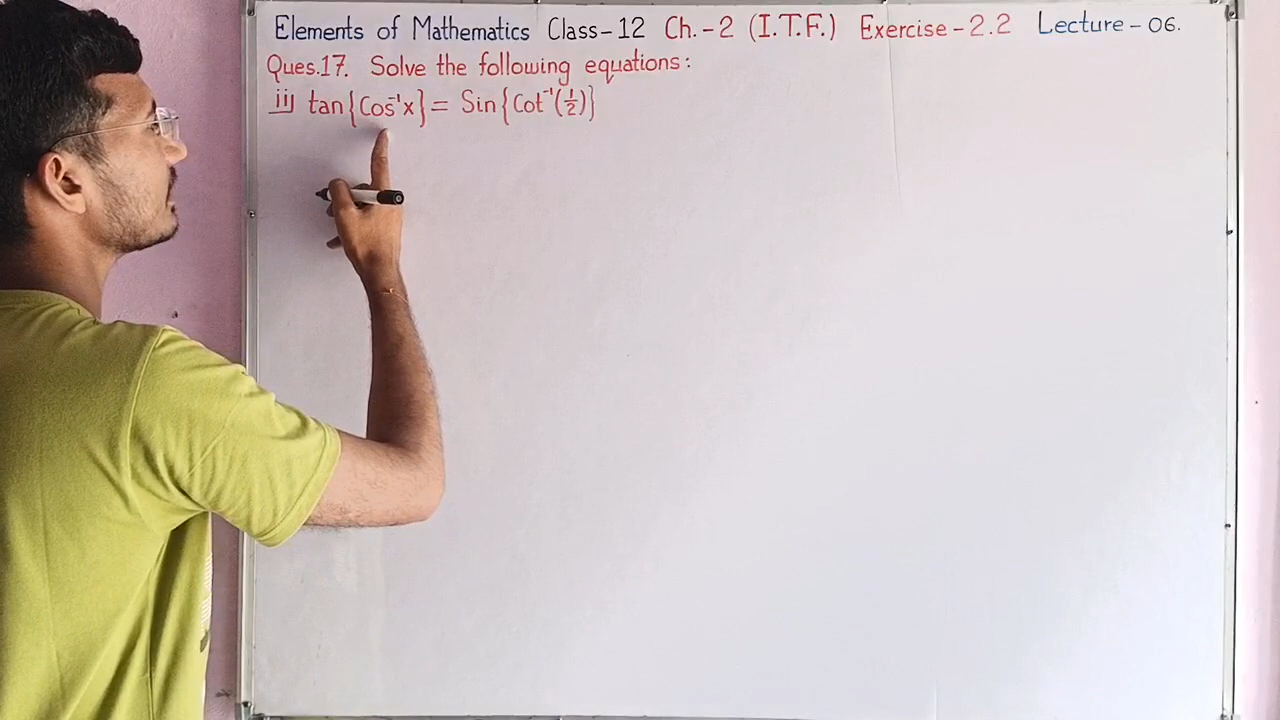 Elements of Mathematics Class-12 Ch.-2 (I.T.F.) Exercise-2.2 Lecture-06.
Ques.17. Solve the following equations:
ii) tan{Cos⁻¹x} = Sin{Cot⁻¹(1/2)}